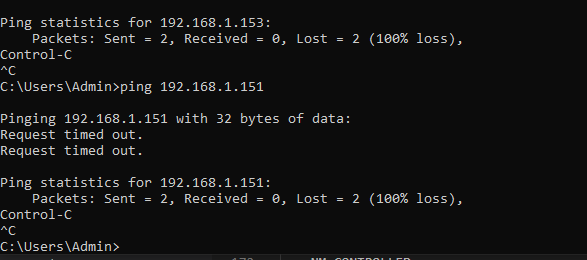 Ping statistics for 192.168.1.153:
    Packets: Sent = 2, Received = 0, Lost = 2 (100% loss),
Control-C
^C
C:\Users\Admin>ping 192.168.1.151

Pinging 192.168.1.151 with 32 bytes of data:
Request timed out.
Request timed out.

Ping statistics for 192.168.1.151:
    Packets: Sent = 2, Received = 0, Lost = 2 (100% loss),
Control-C
^C
C:\Users\Admin>